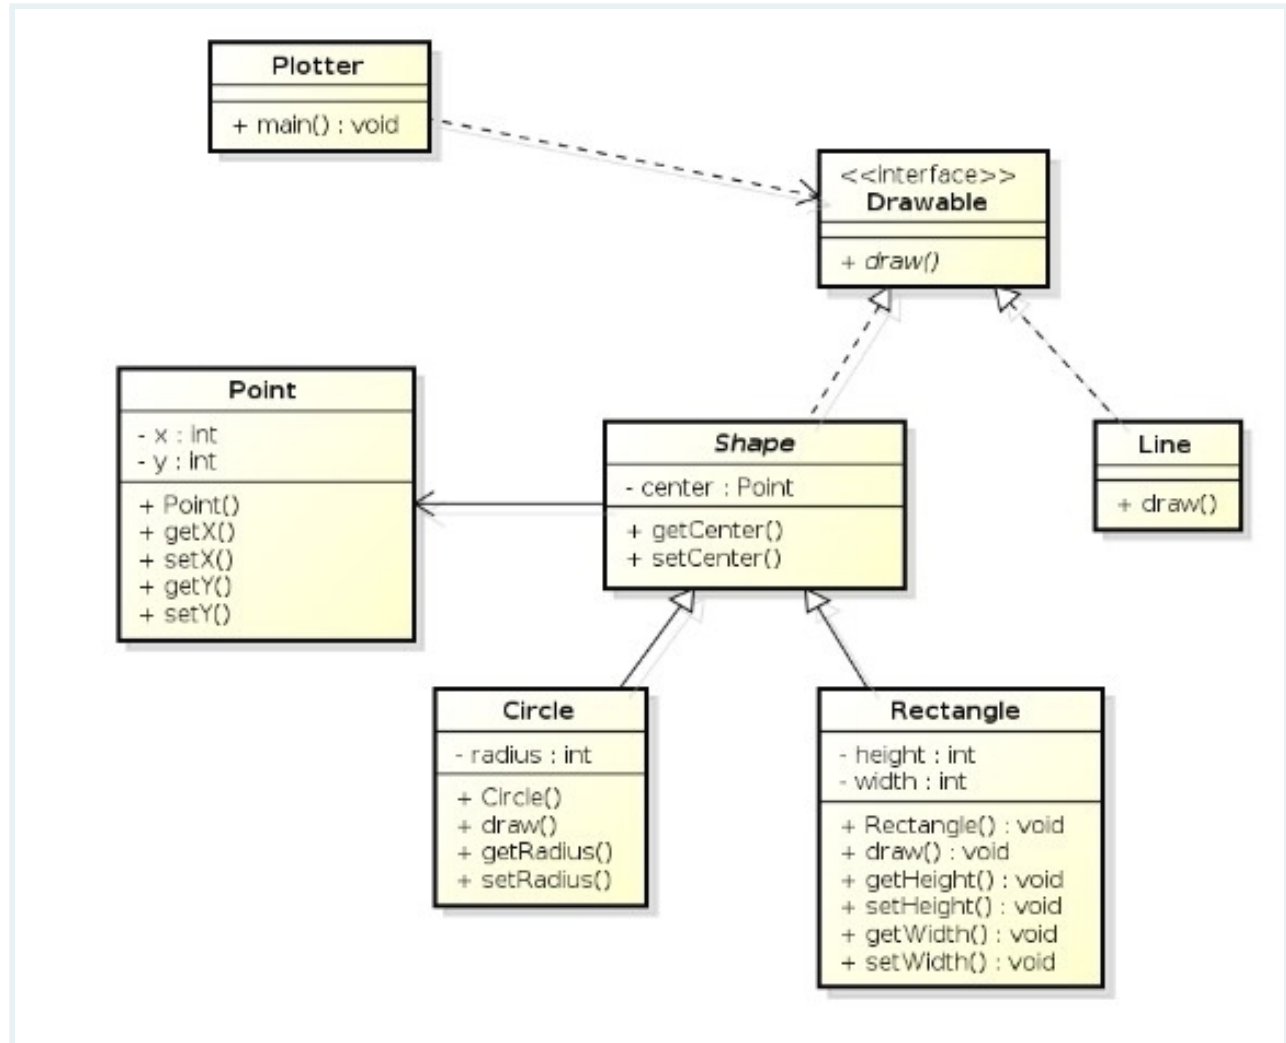 Plotter
+ main() : void
<<interface>>
Drawable
+ draw()
Point
- x : int
- y : int
+ Point()
+ getX()
+ setX()
+ getY()
+ setY()
Shape
- center : Point
+ getCenter()
+ setCenter()
Line
+ draw()
Circle
- radius : int
+ Circle()
+ draw()
+ getRadius()
+ setRadius()
Rectangle
- height : int
- width : int
+ Rectangle() : void
+ draw() : void
+ getHeight() : void
+ setHeight() : void
+ getWidth() : void
+ setWidth() : void